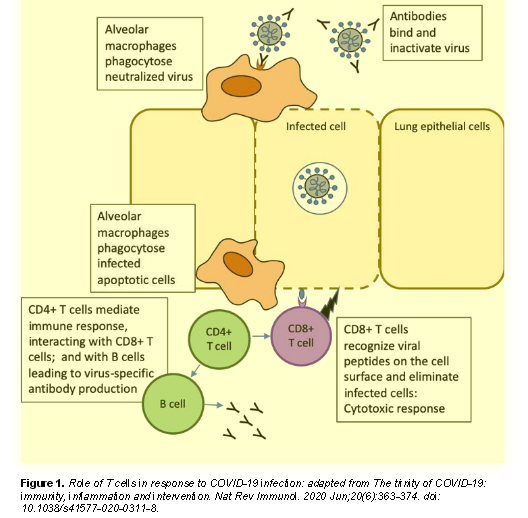 Alveolar
macrophages
phagocytose
neutralized virus
Antibodies
bind and
inactivate virus
Infected cell
Lung epithelial cells
Alveolar
macrophages
phagocytose
infected
apoptotic cells
CD4+ T cells mediate
immune response,
interacting with CD8+ T
cells; and with B cells
leading to virus-specific
antibody production
CD4+
T cell
CD8+
T cell
CD8+ T cells
recognize viral
peptides on the cell
surface and eliminate
infected cells:
Cytotoxic response
B cell
Figure 1. Role of T cells in response to COVID-19 infection: adapted from The trinity of COVID-19:
immunity, inflammation and intervention. Nat Rev Immunol. 2020 Jun;20(6):363-374. doi:
10.1038/s41577-020-0311-8.